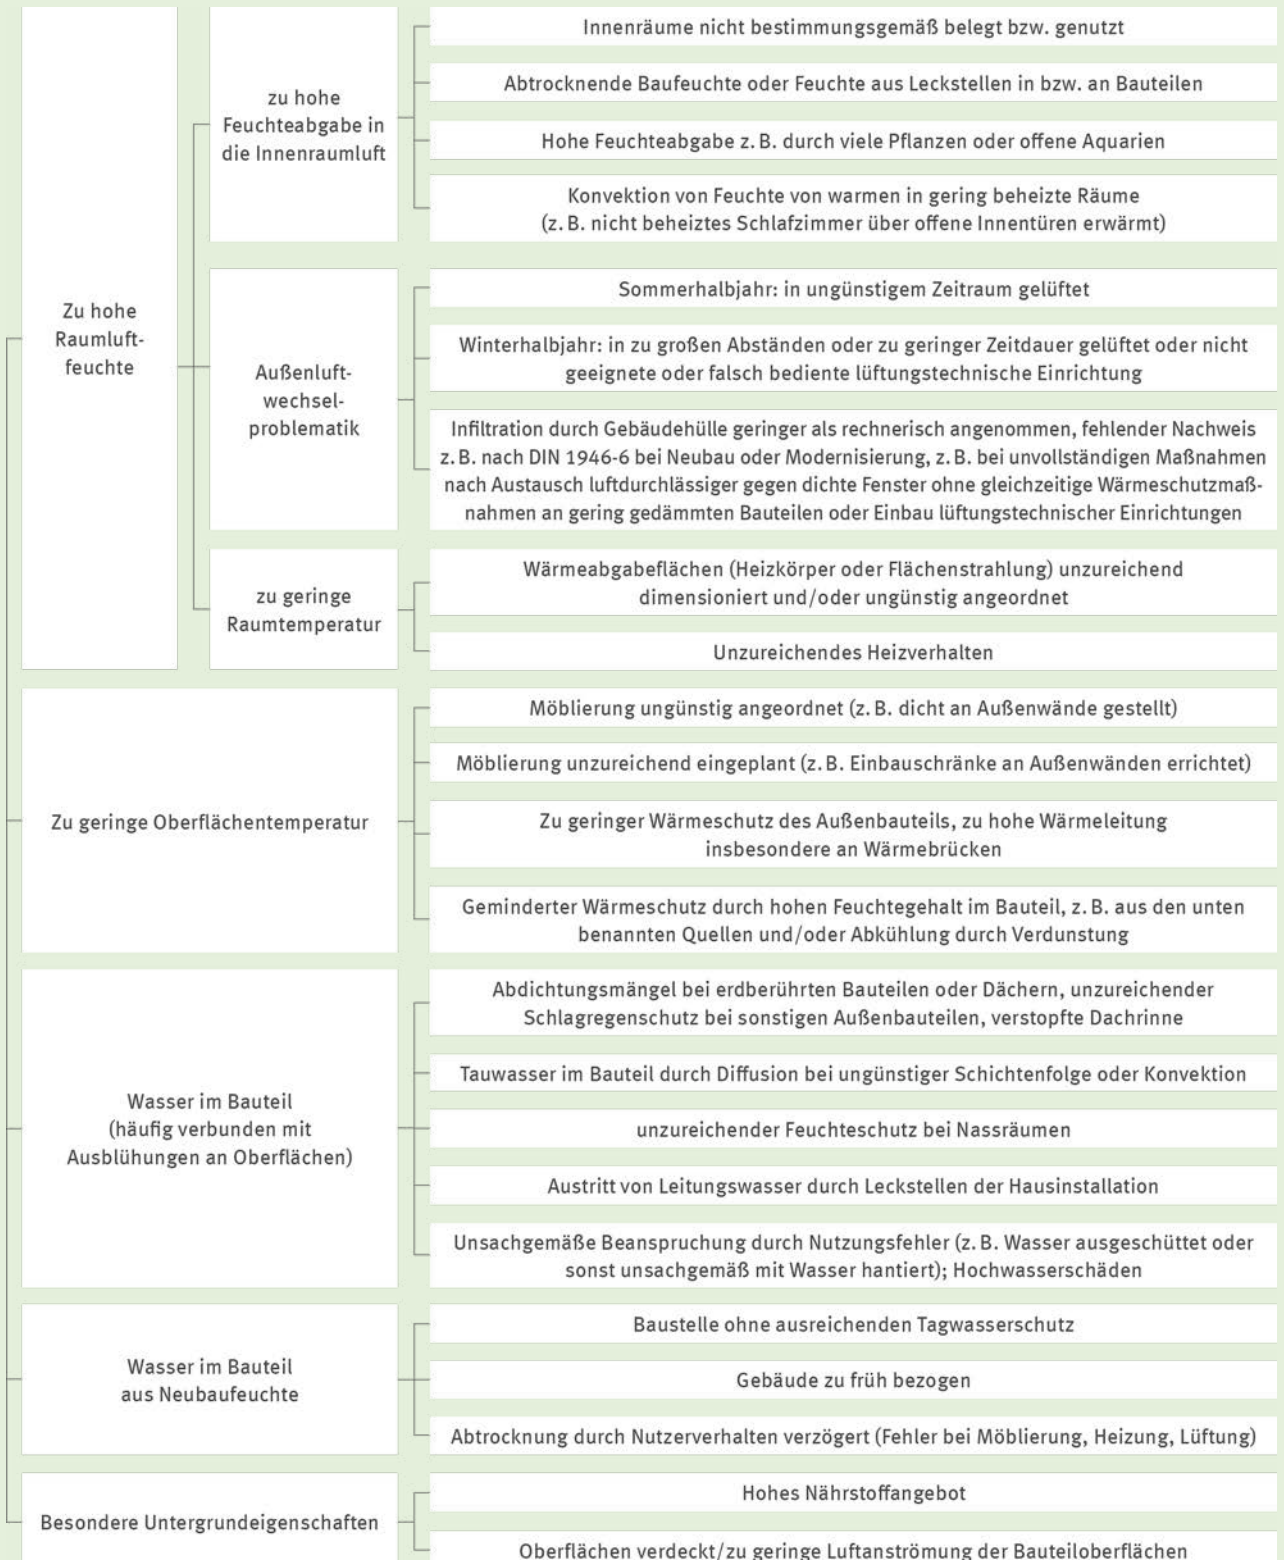 Zu hohe
Raumluft-
feuchte
zu hohe
Feuchteabgabe in
die Innenraumluft
Innenräume nicht bestimmungsgemäß belegt bzw. genutzt
Abtrocknende Baufeuchte oder Feuchte aus Leckstellen in bzw. an Bauteilen
Hohe Feuchteabgabe z. B. durch viele Pflanzen oder offene Aquarien
Konvektion von Feuchte von warmen in gering beheizte Räume
(z. B. nicht beheiztes Schlafzimmer über offene Innentüren erwärmt)
Außenluft-
wechsel-
problematik
Sommerhalbjahr: in ungünstigem Zeitraum gelüftet
Winterhalbjahr: in zu großen Abständen oder zu geringer Zeitdauer gelüftet oder nicht
geeignete oder falsch bediente lüftungstechnische Einrichtung
Infiltration durch Gebäudehülle geringer als rechnerisch angenommen, fehlender Nachweis
z. B. nach DIN 1946-6 bei Neubau oder Modernisierung, z. B. bei unvollständigen Maßnahmen
nach Austausch luftdurchlässiger gegen dichte Fenster ohne gleichzeitige Wärmeschutzmaß-
nahmen an gering gedämmten Bauteilen oder Einbau lüftungstechnischer Einrichtungen
zu geringe
Raumtemperatur
Wärmeabgabeflächen (Heizkörper oder Flächenstrahlung) unzureichend
dimensioniert und/oder ungünstig angeordnet
Unzureichendes Heizverhalten
Zu geringe Oberflächentemperatur
Möblierung ungünstig angeordnet (z. B. dicht an Außenwände gestellt)
Möblierung unzureichend eingeplant (z. B. Einbauschränke an Außenwänden errichtet)
Zu geringer Wärmeschutz des Außenbauteils, zu hohe Wärmeleitung
insbesondere an Wärmebrücken
Geminderter Wärmeschutz durch hohen Feuchtegehalt im Bauteil, z. B. aus den unten
benannten Quellen und/oder Abkühlung durch Verdunstung
Wasser im Bauteil
(häufig verbunden mit
Ausblühungen an Oberflächen)
Abdichtungsmängel bei erdberührten Bauteilen oder Dächern, unzureichender
Schlagregenschutz bei sonstigen Außenbauteilen, verstopfte Dachrinne
Tauwasser im Bauteil durch Diffusion bei ungünstiger Schichtenfolge oder Konvektion
unzureichender Feuchteschutz bei Nassräumen
Austritt von Leitungswasser durch Leckstellen der Hausinstallation
Unsachgemäße Beanspruchung durch Nutzungsfehler (z. B. Wasser ausgeschüttet oder
sonst unsachgemäß mit Wasser hantiert); Hochwasserschäden
Wasser im Bauteil
aus Neubaufeuchte
Baustelle ohne ausreichenden Tagwasserschutz
Gebäude zu früh bezogen
Abtrocknung durch Nutzerverhalten verzögert (Fehler bei Möblierung, Heizung, Lüftung)
Besondere Untergrundeigenschaften
Hohes Nährstoffangebot
Oberflächen verdeckt/zu geringe Luftanströmung der Bauteiloberflächen